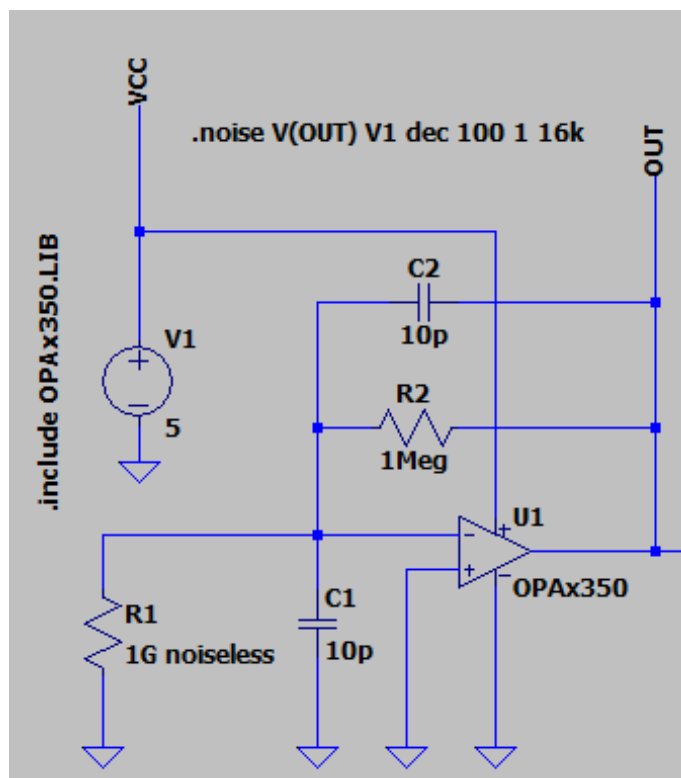 VCC
.noise V(OUT) V1 dec 100 1 16k
OUT
.include OPAx350.LIB
C2
10p
V1
5
R2
1Meg
U1
OPAx350
R1
1G noiseless
C1
10p